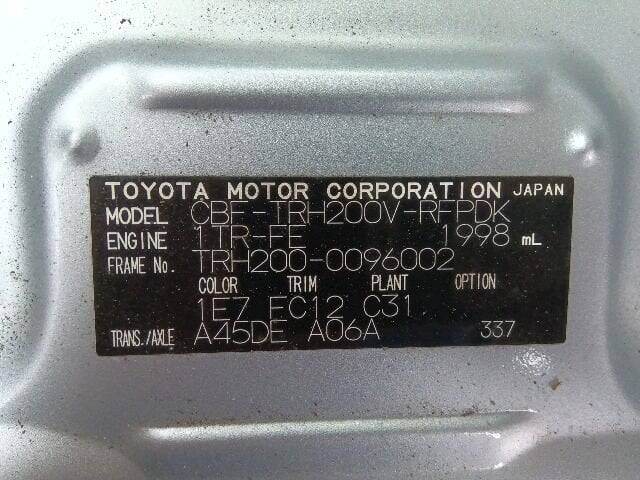 TOYOTA MOTOR CORPORATION JAPAN
MODEL CBF-TRH200V-RFPDK
ENGINE 1TR-FE 1998 mL
FRAME No. TRH200-0096002
COLOR TRIM PLANT OPTION
1E7 FC12 C31
TRANS./AXLE A45DE A06A 337